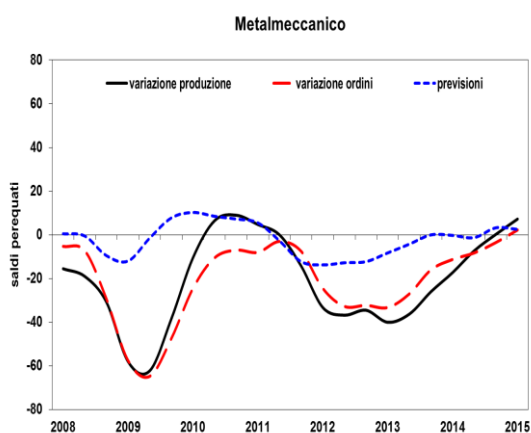 Metalmeccanico
80
variazione produzione variazione ordini previsioni
60
40
20
0
-20
-40
-60
-80
saldi perequati
2008 2009 2010 2011 2012 2013 2014 2015